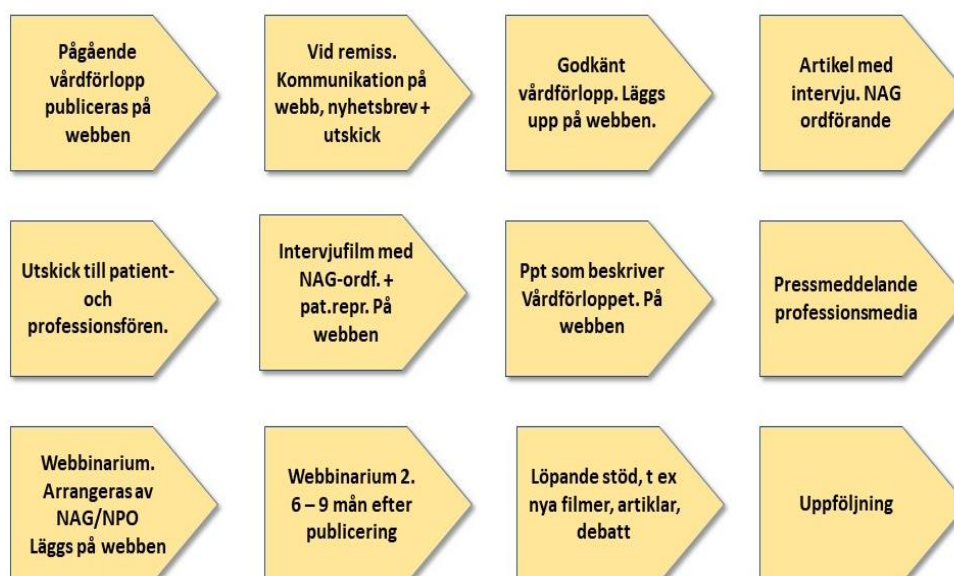 Pågående
vårdförlopp
publiceras på
webben
Vid remiss.
Kommunikation på
webb, nyhetsbrev +
utskick
Godkänt
vårdförlopp. Läggs
upp på webben.
Artikel med
intervju. NAG
ordförande
Utskick till patient-
och
professionsfören.
Intervjufilm med
NAG-ordf. +
pat.repr. På
webben
Ppt som beskriver
Vårdförloppet. På
webben
Pressmeddelande
professionsmedia
Webbinarium.
Arrangeras av
NAG/NPO
Läggs på webben
Webbinarium 2.
6 – 9 mån efter
publicering
Löpande stöd, t ex
nya filmer, artiklar,
debatt
Uppföljning